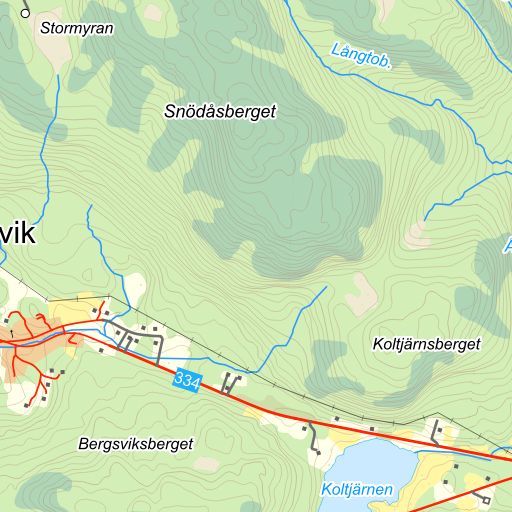 Stormyran
Långtob.
Snödåsberget
vik
Koltjärnsberget
334
Bergsviksberget
Koltjärnen